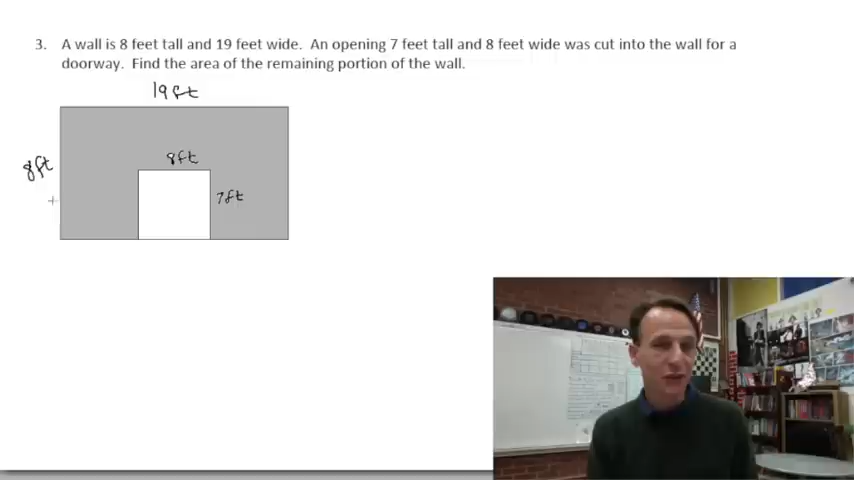 3. A wall is 8 feet tall and 19 feet wide. An opening 7 feet tall and 8 feet wide was cut into the wall for a
doorway. Find the area of the remaining portion of the wall.
19 ft
8ft
8ft
7ft